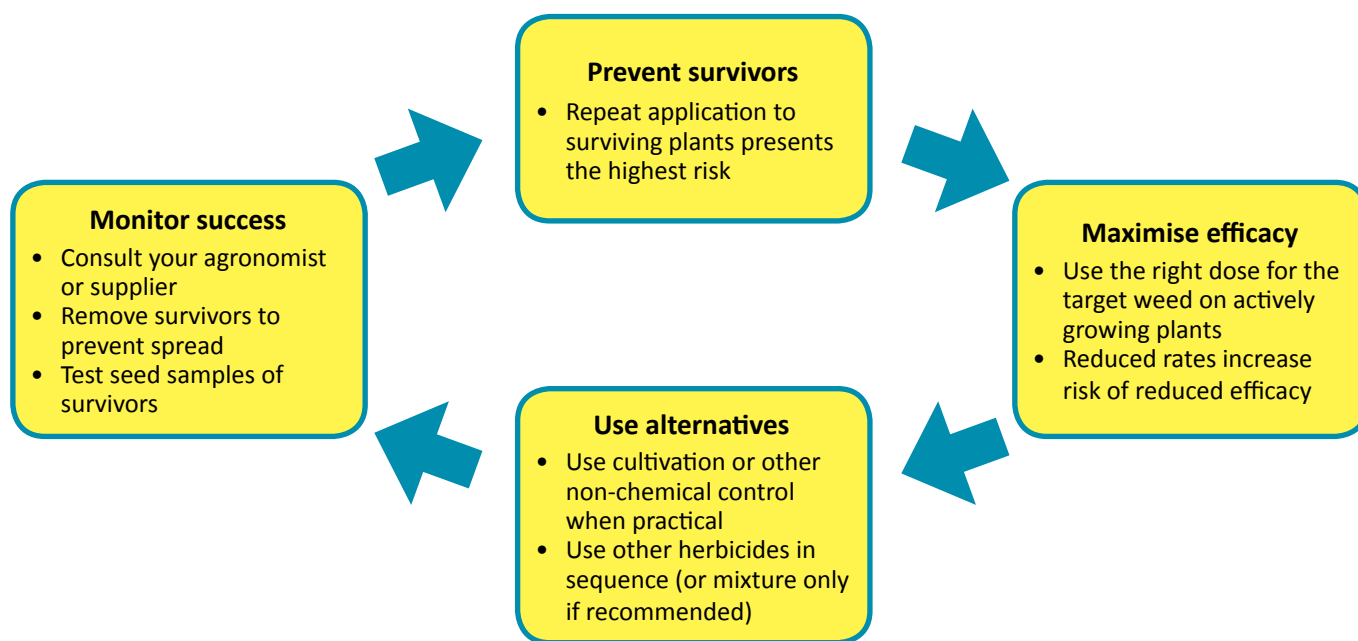 Prevent survivors
• Repeat application to
surviving plants presents
the highest risk
Maximise efficacy
• Use the right dose for the
target weed on actively
growing plants
• Reduced rates increase
risk of reduced efficacy
Use alternatives
• Use cultivation or other
non-chemical control
when practical
• Use other herbicides in
sequence (or mixture only
if recommended)
Monitor success
• Consult your agronomist
or supplier
• Remove survivors to
prevent spread
• Test seed samples of
survivors